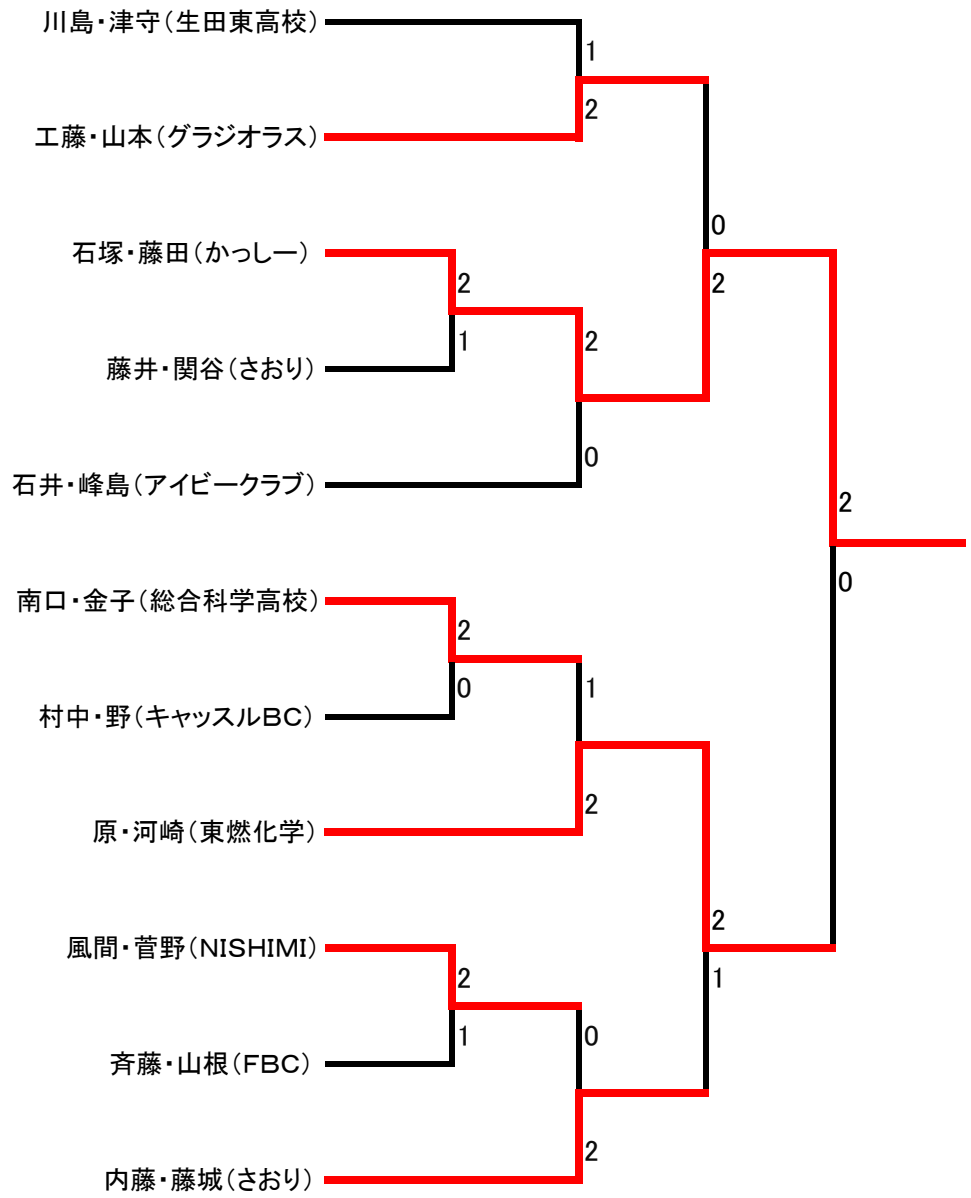 川島・津守(生田東高校)
1
2
工藤・山本(グラジオラス)
0
石塚・藤田(かっしー)
2
2
1
2
藤井・関谷(さおり)
0
石井・峰島(アイビークラブ)
2
0
南口・金子(総合科学高校)
2
0
1
村中・野(キャッスルBC)
2
原・河崎(東燃化学)
2
風間・菅野(NISHIMI)
2
1
1
0
斉藤・山根(FBC)
2
内藤・藤城(さおり)